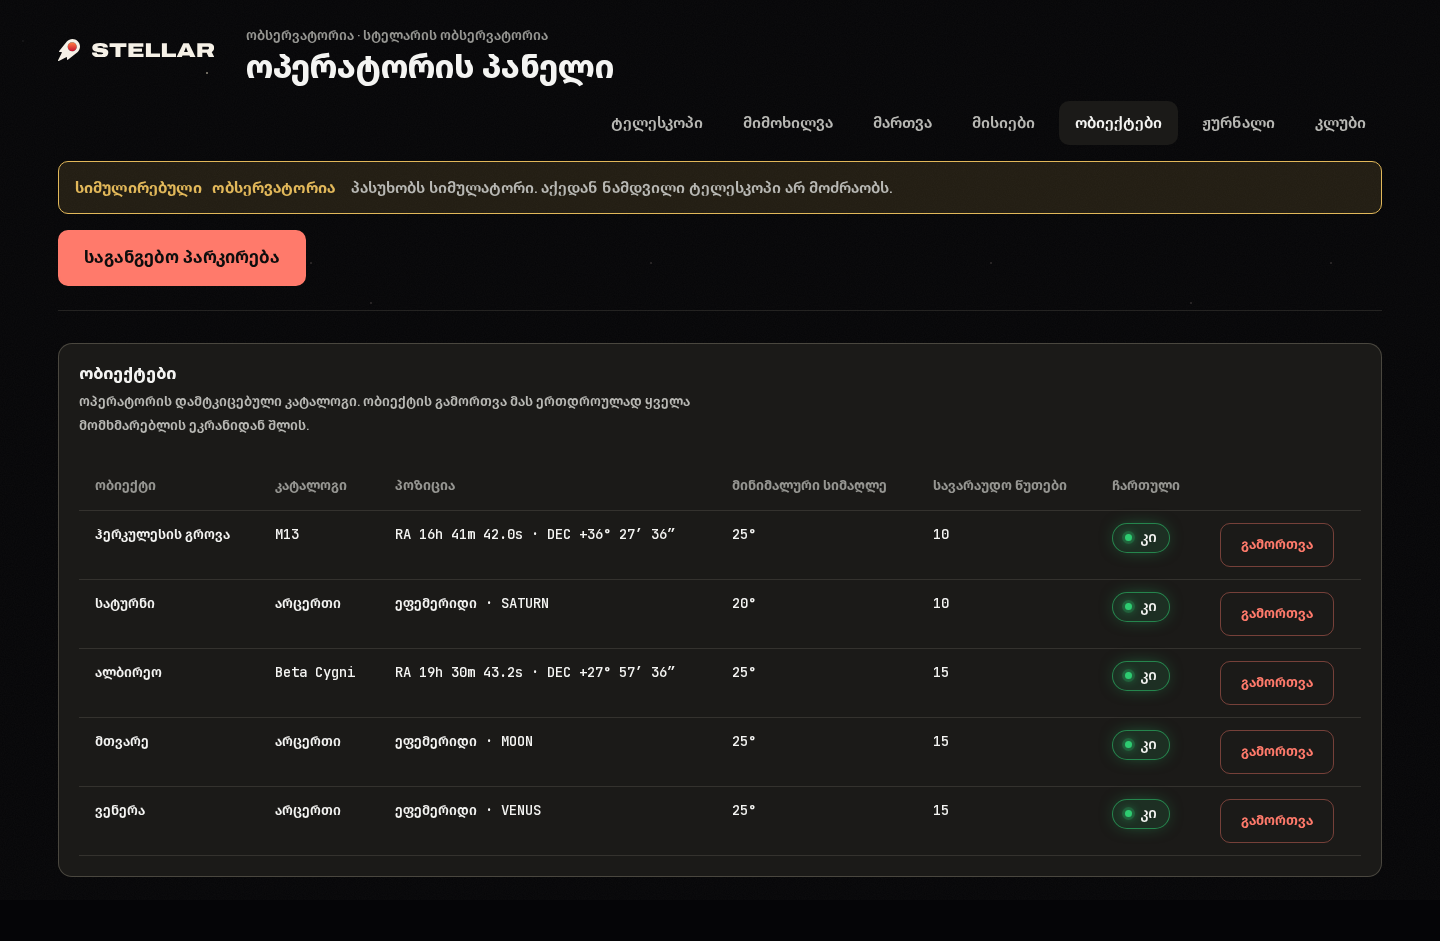 STELLAR
ობსერვატორია · სტელარის ობსერვატორია
ოპერატორის პანელი
ტელესკოპი მიმოხილვა მართვა მისიები ობიექტები ჟურნალი კლუბი
სიმულირებული ობსერვატორია პასუხობს სიმულატორი. აქედან ნამდვილი ტელესკოპი არ მოძრაობს.
საგანგებო პარკირება
ობიექტები
ოპერატორის დამტკიცებული კატალოგი. ობიექტის გამორთვა მას ერთდროულად ყველა
მომხმარებლის ეკრანიდან შლის.
ობიექტი კატალოგი პოზიცია მინიმალური სიმაღლე სავარაუდო წუთები ჩართული
ჰერკულესის გროვა M13 RA 16h 41m 42.0s · DEC +36° 27′ 36″ 25° 10 კი გამორთვა
სატურნი არცერთი ეფემერიდი · SATURN 20° 10 კი გამორთვა
ალბირეო Beta Cygni RA 19h 30m 43.2s · DEC +27° 57′ 36″ 25° 15 კი გამორთვა
მთვარე არცერთი ეფემერიდი · MOON 25° 15 კი გამორთვა
ვენერა არცერთი ეფემერიდი · VENUS 25° 15 კი გამორთვა